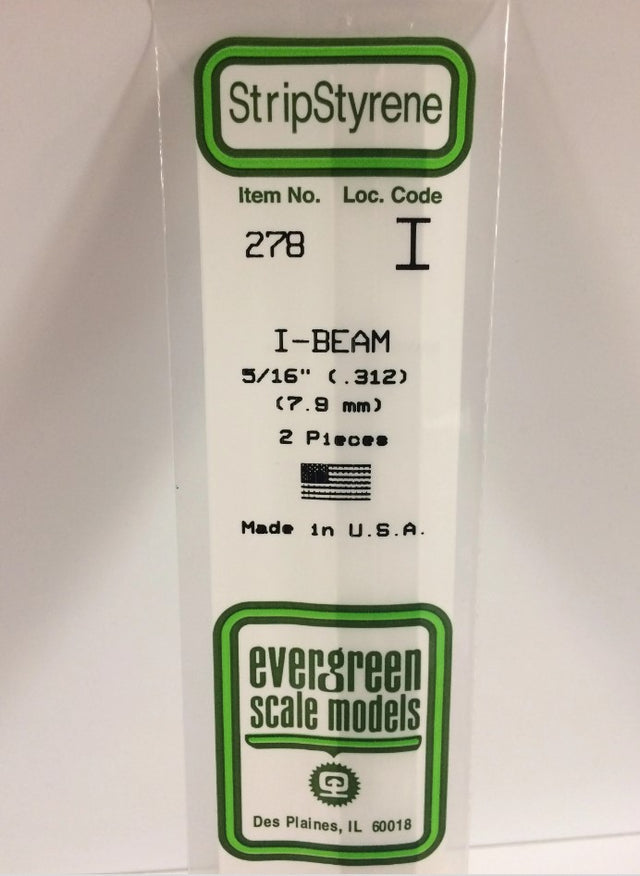 StripStyrene
Item No. Loc. Code
278 I
I-BEAM
5/16" (.312)
(7.9 mm)
2 Pieces
Made in U.S.A.
evergreen
scale models
Des Plaines, IL 60018